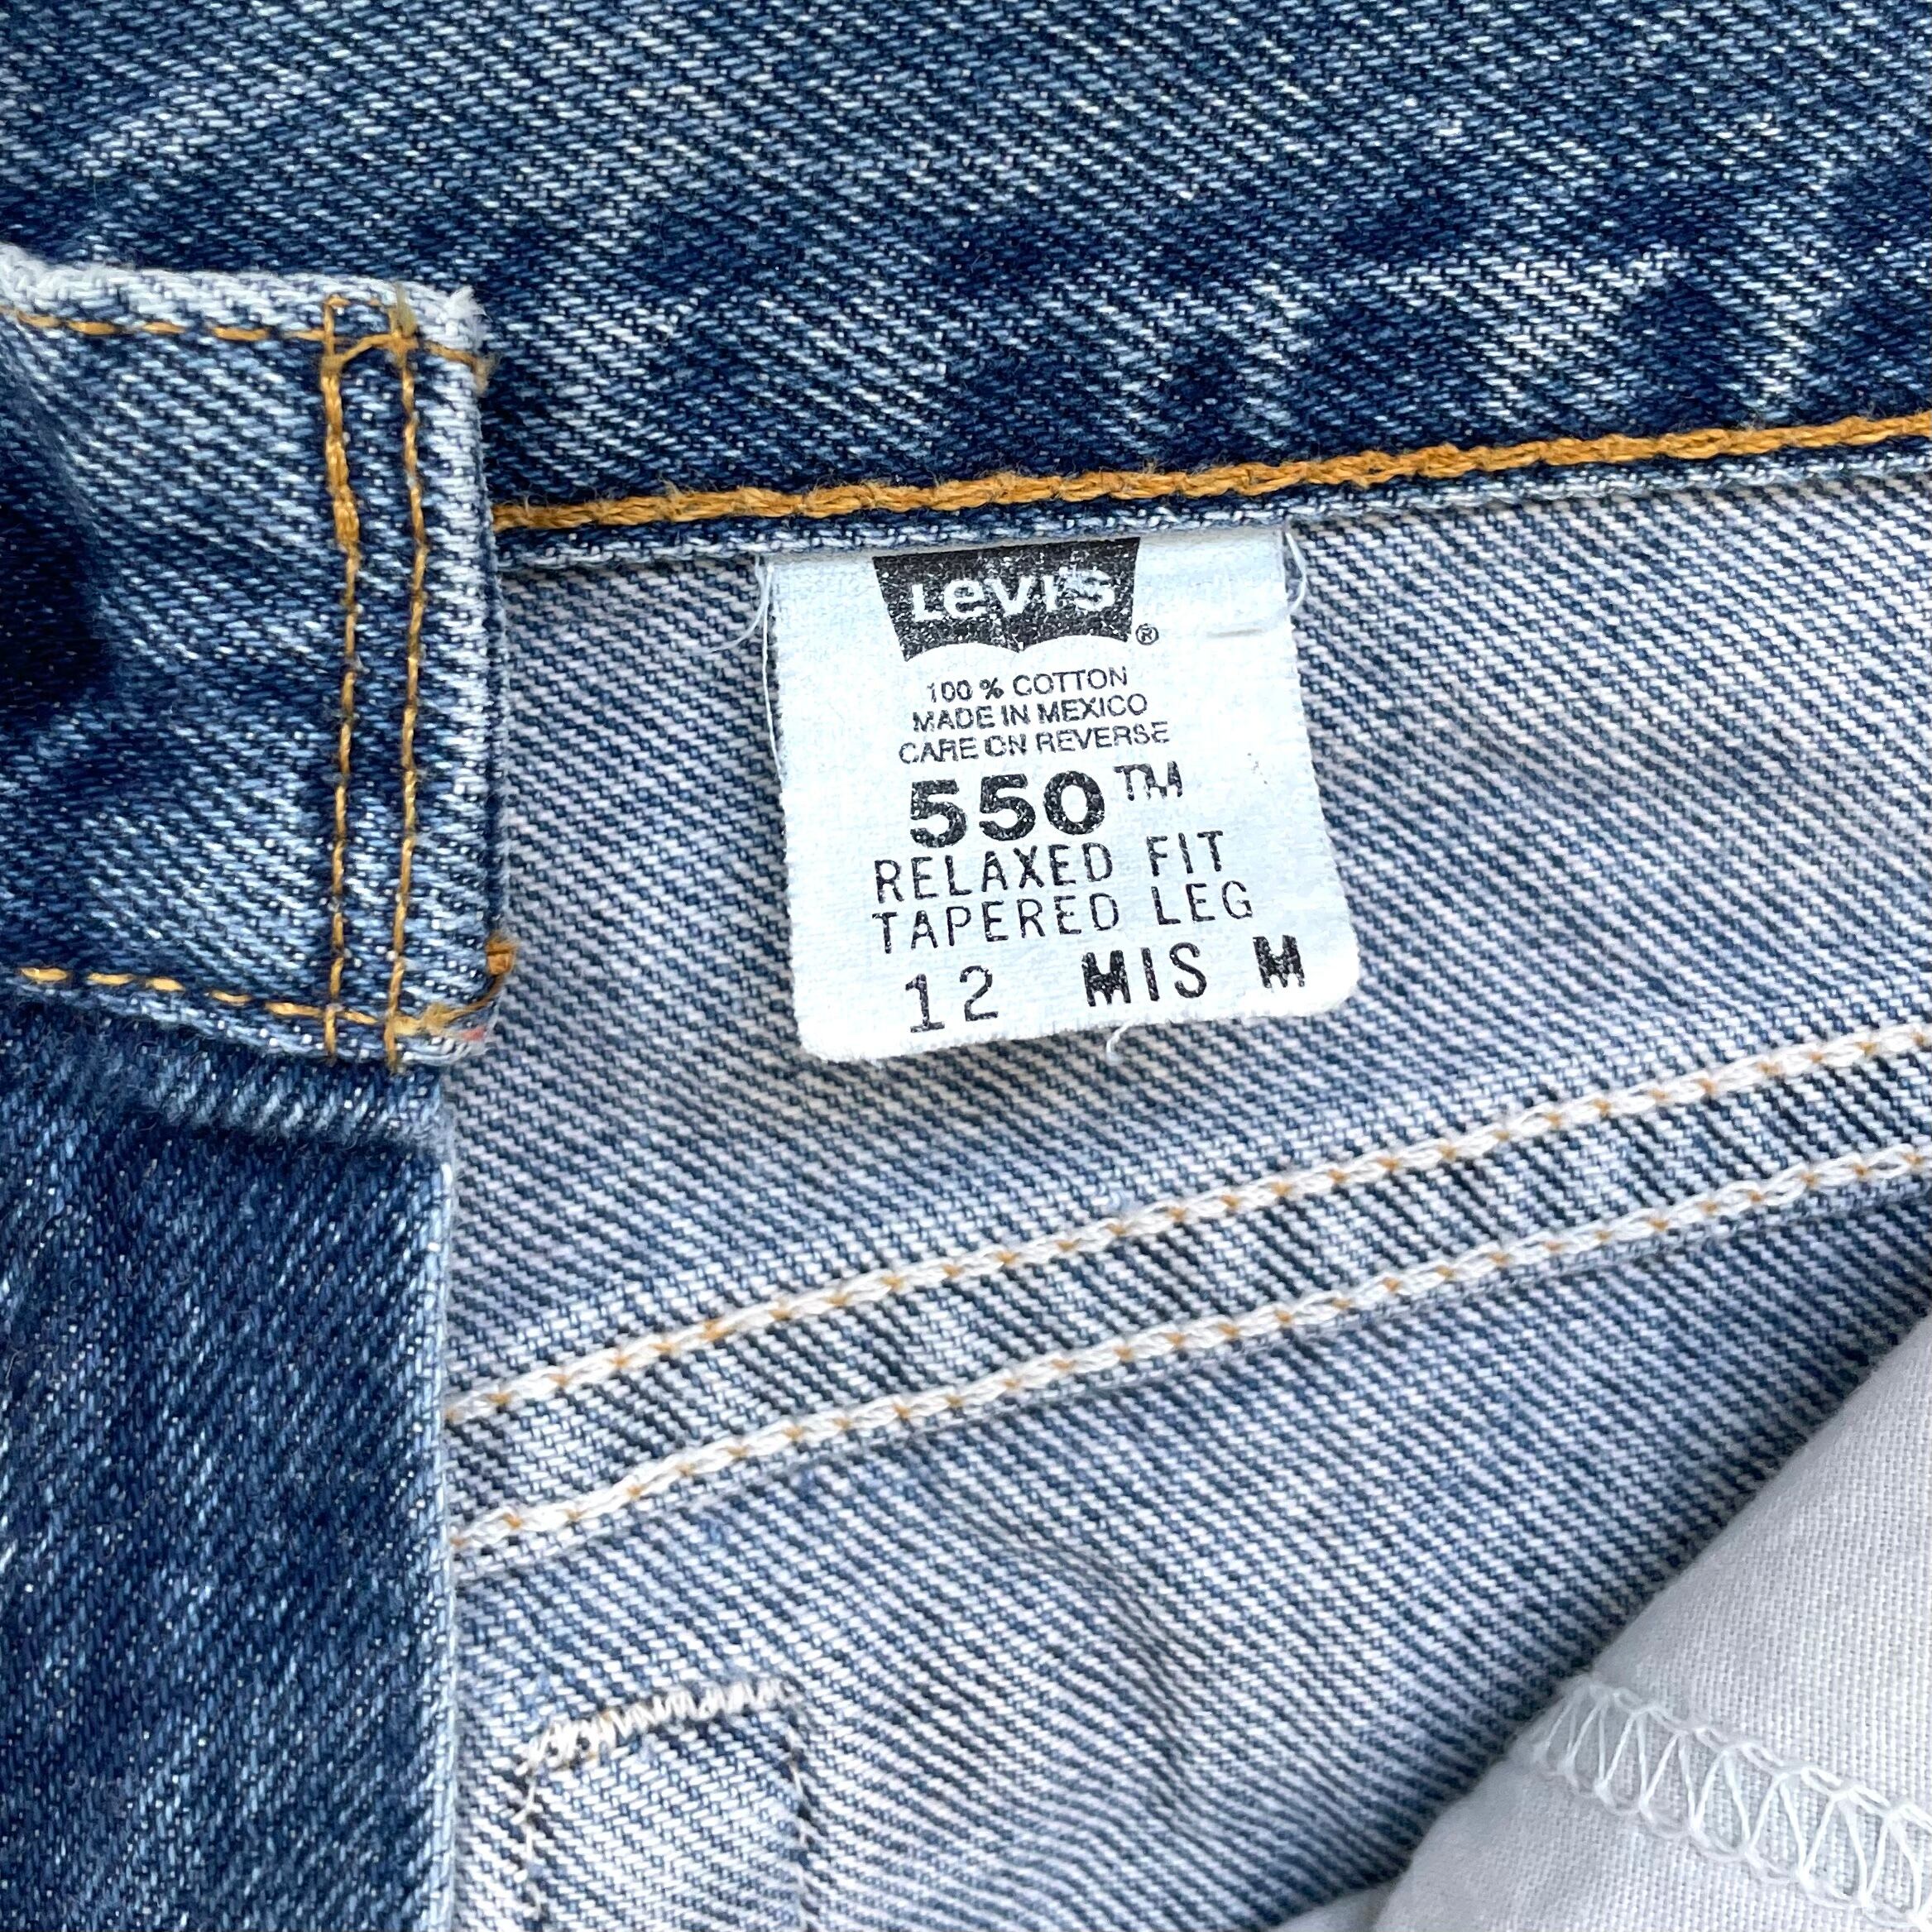 Levi's®
100 % COTTON
MADE IN MEXICO
CARE ON REVERSE
550™
RELAXED FIT
TAPERED LEG
12 MIS M